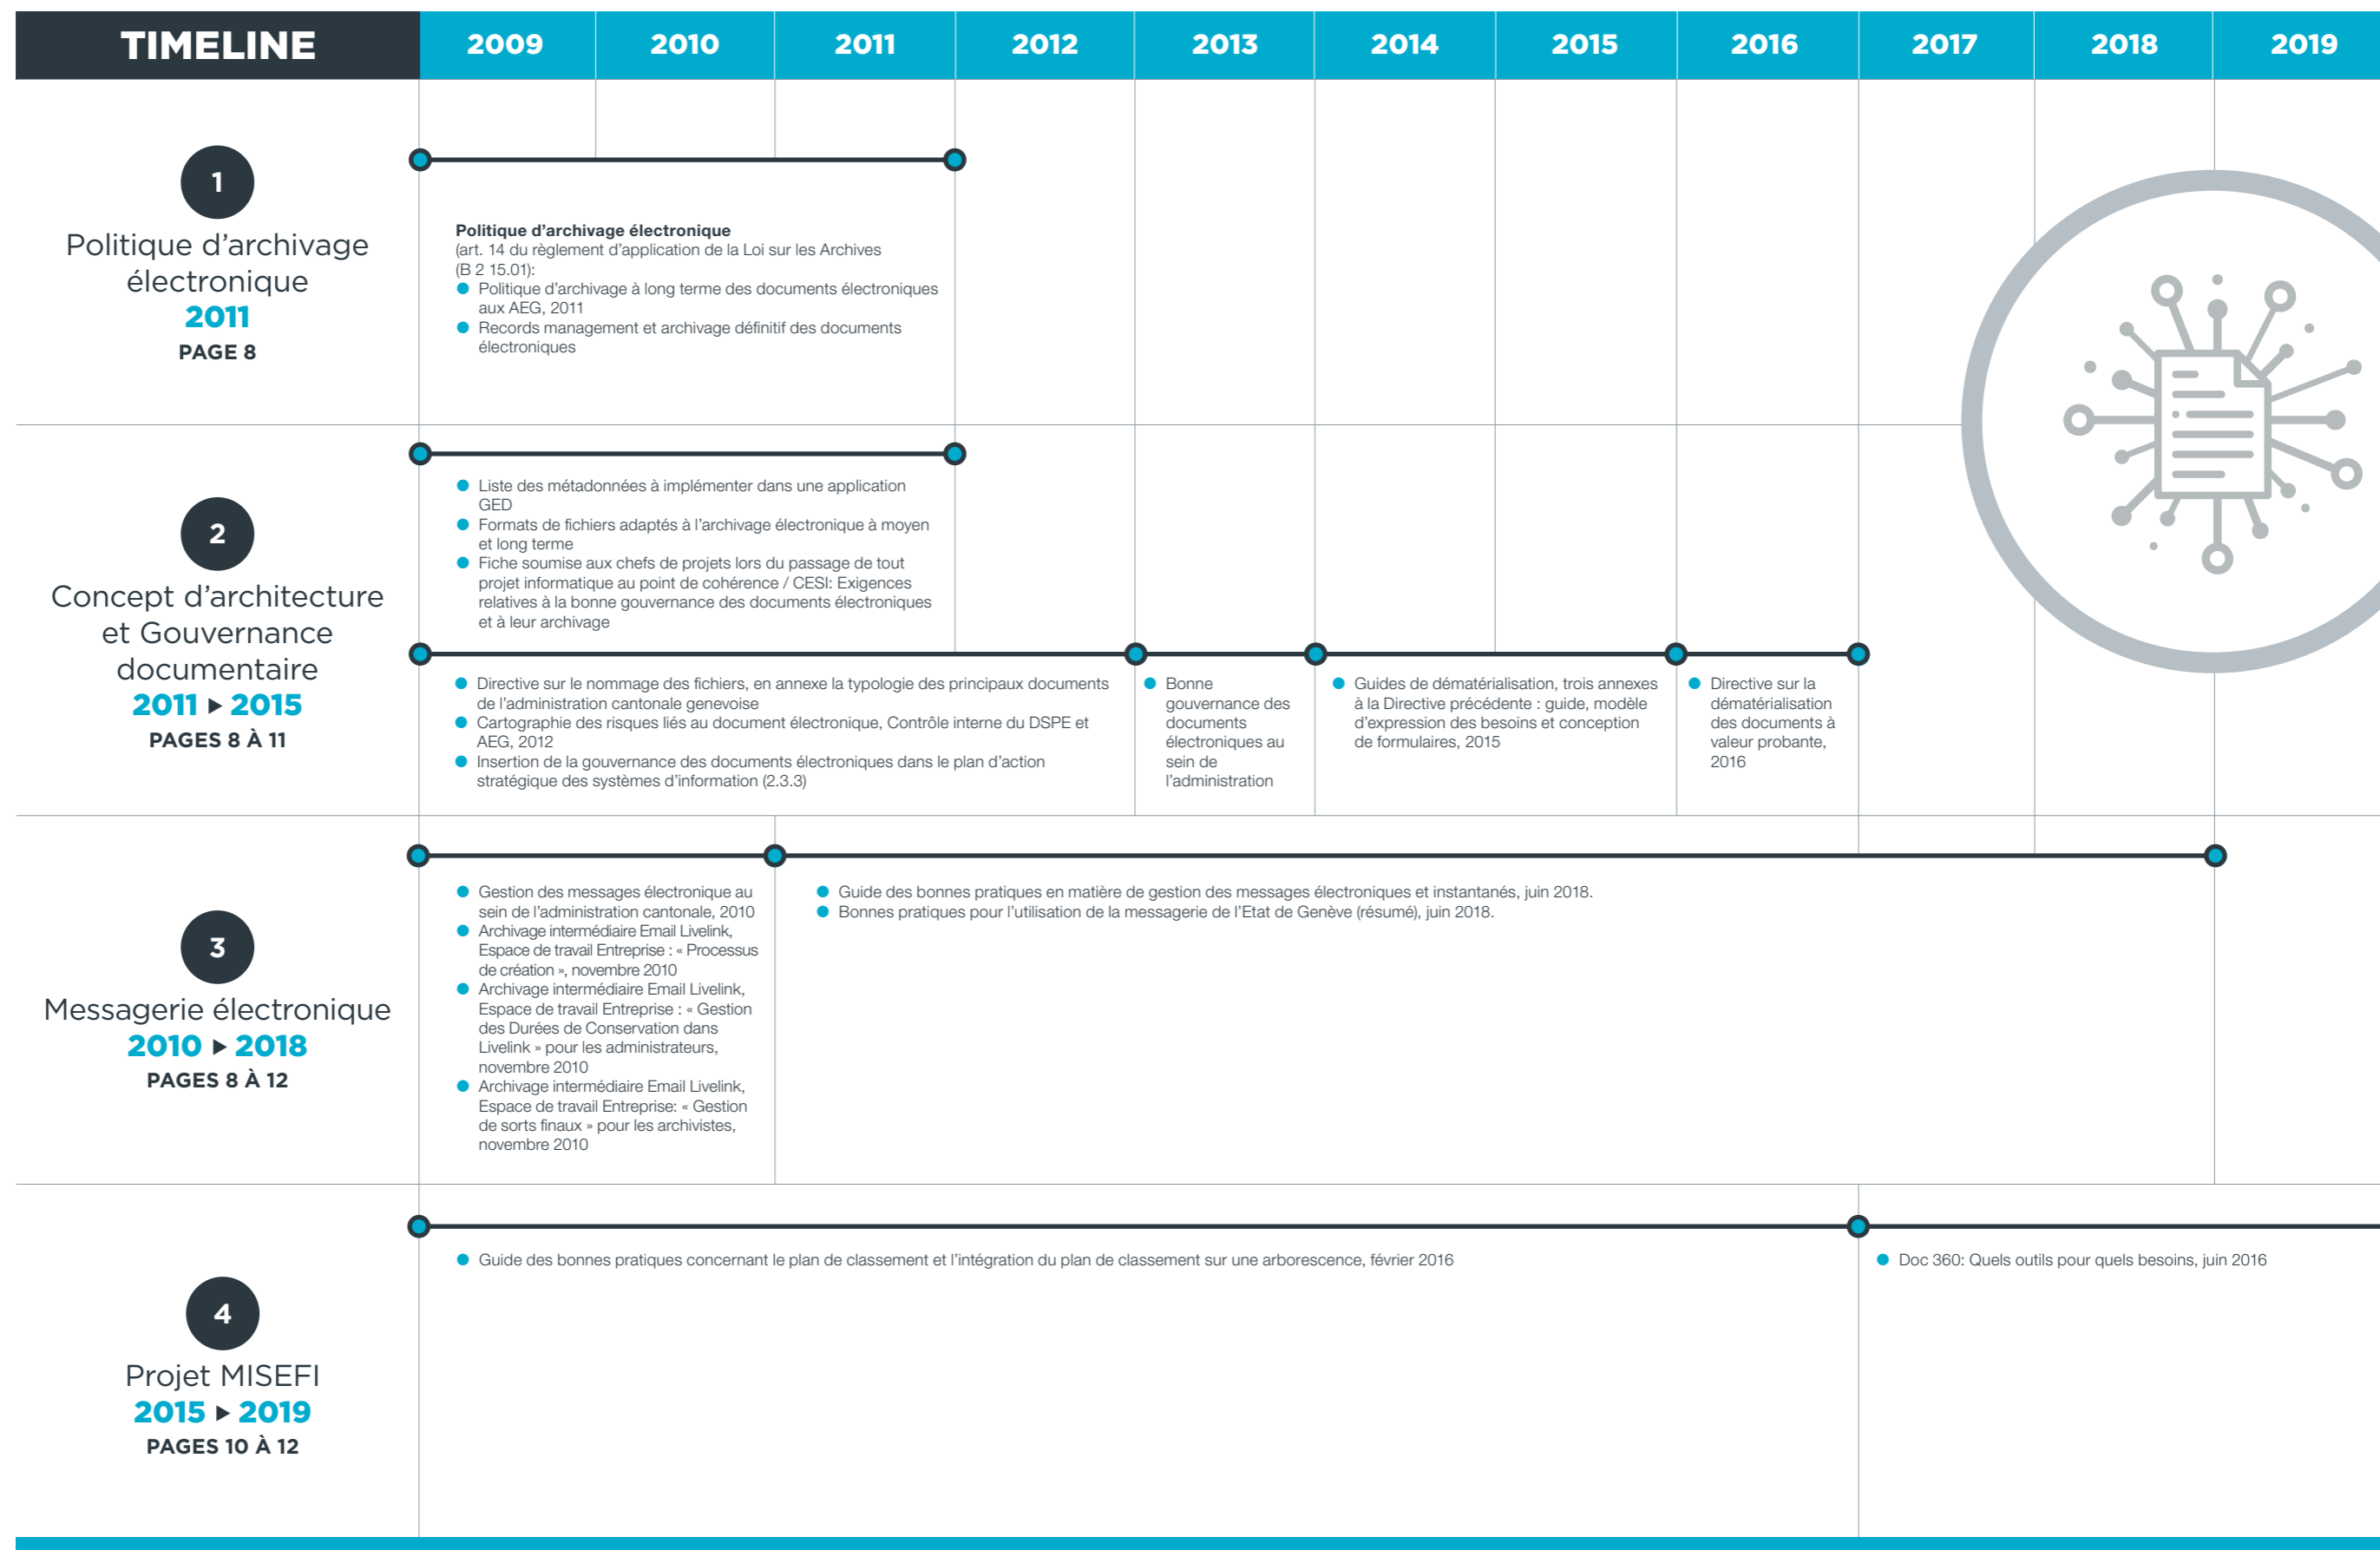 TIMELINE
2009
2010
2011
2012
2013
2014
2015
2016
2017
2018
2019
1
Politique d'archivage
électronique
2011
PAGE 8
Politique d'archivage électronique
(art. 14 du règlement d'application de la Loi sur les Archives
(B 2 15.01):
Politique d'archivage à long terme des documents électroniques
aux AEG, 2011
Records management et archivage définitif des documents
électroniques
2
Concept d'architecture
et Gouvernance
documentaire
2011 ▶ 2015
PAGES 8 À 11
Liste des métadonnées à implémenter dans une application
GED
Formats de fichiers adaptés à l'archivage électronique à moyen
et long terme
Fiche soumise aux chefs de projets lors du passage de tout
projet informatique au point de cohérence / CESI: Exigences
relatives à la bonne gouvernance des documents électroniques
et à leur archivage
Directive sur le nommage des fichiers, en annexe la typologie des principaux documents
de l'administration cantonale genevoise
Cartographie des risques liés au document électronique, Contrôle interne du DSPE et
AEG, 2012
Insertion de la gouvernance des documents électroniques dans le plan d'action
stratégique des systèmes d'information (2.3.3)
Bonne
gouvernance des
documents
électroniques au
sein de
l'administration
Guides de dématérialisation, trois annexes
à la Directive précédente : guide, modèle
d'expression des besoins et conception
de formulaires, 2015
Directive sur la
dématérialisation
des documents à
valeur probante,
2016
3
Messagerie électronique
2010 ▶ 2018
PAGES 8 À 12
Gestion des messages électronique au
sein de l'administration cantonale, 2010
Archivage intermédiaire Email Livelink,
Espace de travail Entreprise : « Processus
de création », novembre 2010
Archivage intermédiaire Email Livelink,
Espace de travail Entreprise : « Gestion
des Durées de Conservation dans
Livelink » pour les administrateurs,
novembre 2010
Archivage intermédiaire Email Livelink,
Espace de travail Entreprise: « Gestion
de sorts finaux » pour les archivistes,
novembre 2010
Guide des bonnes pratiques en matière de gestion des messages électroniques et instantanés, juin 2018.
Bonnes pratiques pour l'utilisation de la messagerie de l'Etat de Genève (résumé), juin 2018.
4
Projet MISEFI
2015 ▶ 2019
PAGES 10 À 12
Guide des bonnes pratiques concernant le plan de classement et l'intégration du plan de classement sur une arborescence, février 2016
Doc 360: Quels outils pour quels besoins, juin 2016